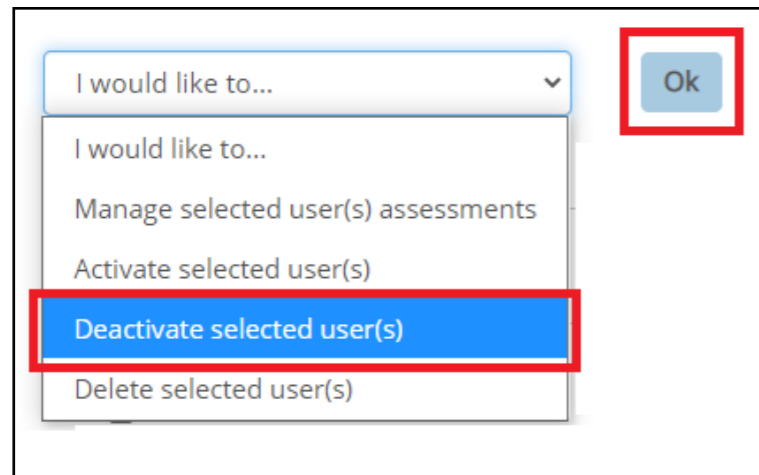 I would like to...
Ok
I would like to...
Manage selected user(s) assessments
Activate selected user(s)
Deactivate selected user(s)
Delete selected user(s)